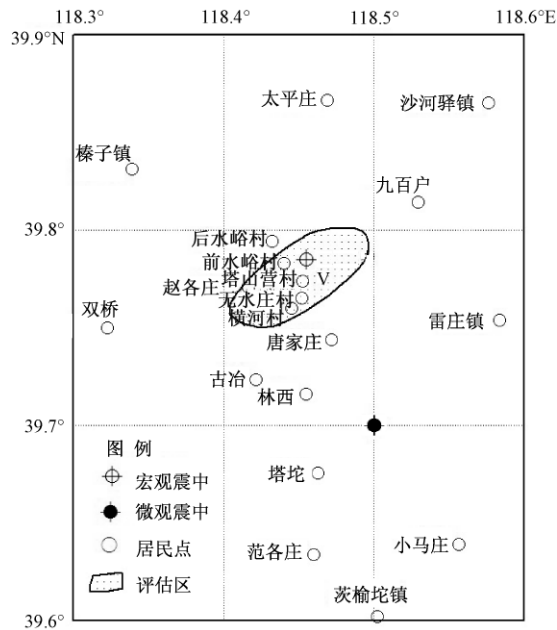 118.3° 118.4° 118.5° 118.6°E
39.9°N
太平庄
沙河驿镇
榛子镇
九百户
39.8°
后水峪村
前水峪村
塔山营村 V
赵各庄
无水庄村
横河村
双桥
雷庄镇
唐家庄
古冶
林西
39.7°
图 例
宏观震中
微观震中
居民点
评估区
塔坨
范各庄
小马庄
茨榆坨镇
39.6°